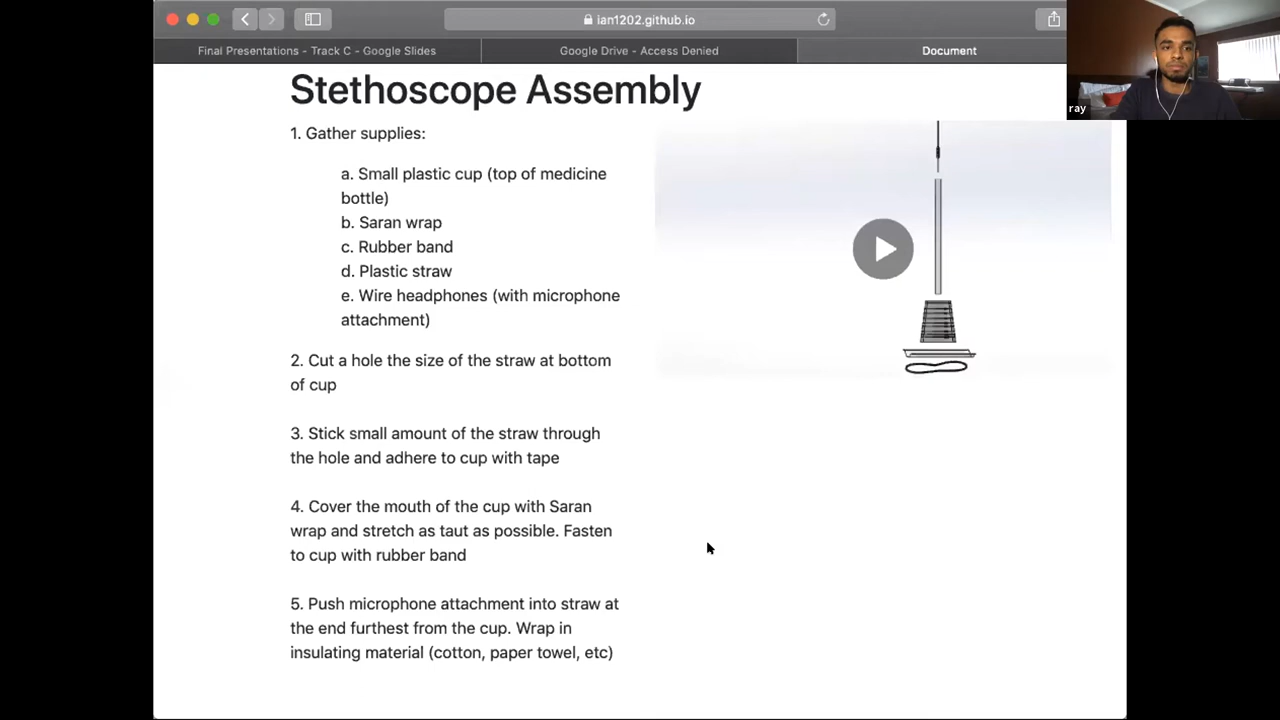 ian1202.github.io
Final Presentations - Track C - Google Slides
Google Drive - Access Denied
Document
ray
Stethoscope Assembly
1. Gather supplies:
a. Small plastic cup (top of medicine
bottle)
b. Saran wrap
c. Rubber band
d. Plastic straw
e. Wire headphones (with microphone
attachment)
2. Cut a hole the size of the straw at bottom
of cup
3. Stick small amount of the straw through
the hole and adhere to cup with tape
4. Cover the mouth of the cup with Saran
wrap and stretch as taut as possible. Fasten
to cup with rubber band
5. Push microphone attachment into straw at
the end furthest from the cup. Wrap in
insulating material (cotton, paper towel, etc)